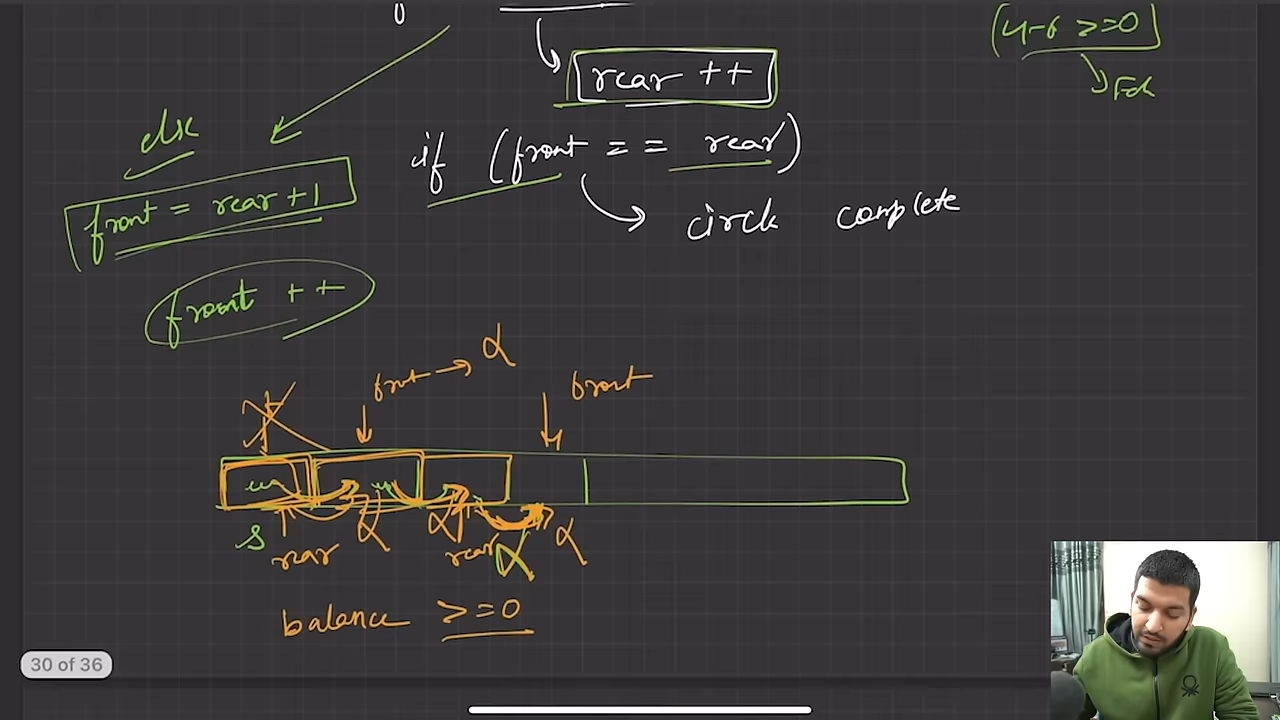 (4-6 >= 0)
rear ++
else
if (front == rear)
front = rear + 1
circle complete
front ++
front → α
front
s
rear
α
α
rear
α
α
balance >= 0
30 of 36